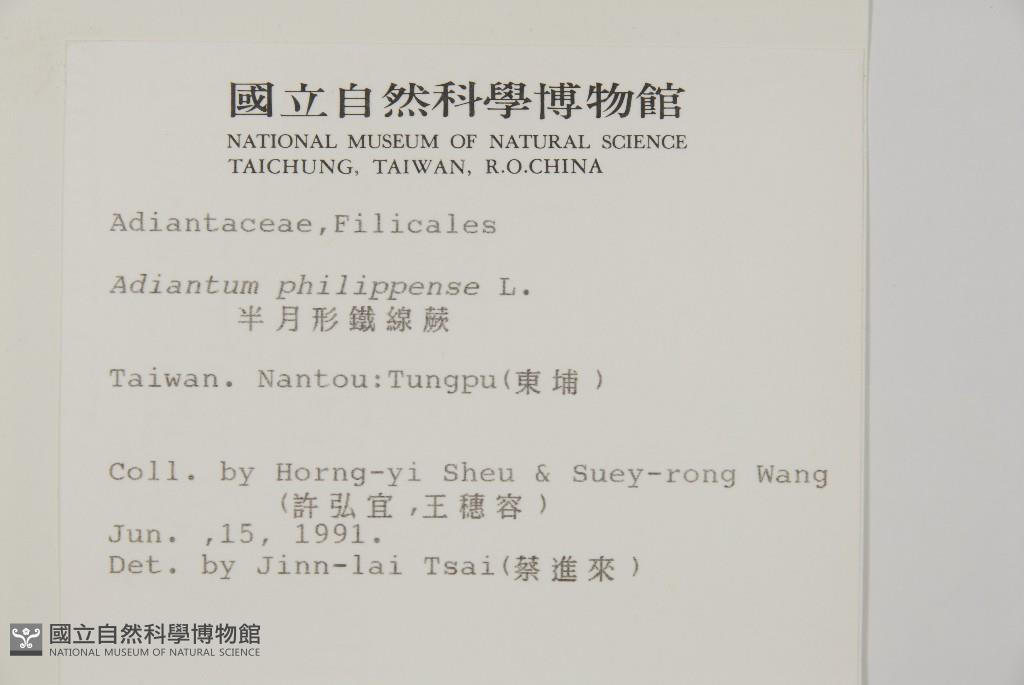 國立自然科學博物館
NATIONAL MUSEUM OF NATURAL SCIENCE
TAICHUNG, TAIWAN, R.O.CHINA
Adiantaceae,Filicales
Adiantum philippense L.
半月形鐵線蕨
Taiwan. Nantou:Tungpu(東埔)
Coll. by Horng-yi Sheu & Suey-rong Wang
(許弘宜,王穗容)
Jun. ,15, 1991.
Det. by Jinn-lai Tsai(蔡進來)
國立自然科學博物館
NATIONAL MUSEUM OF NATURAL SCIENCE